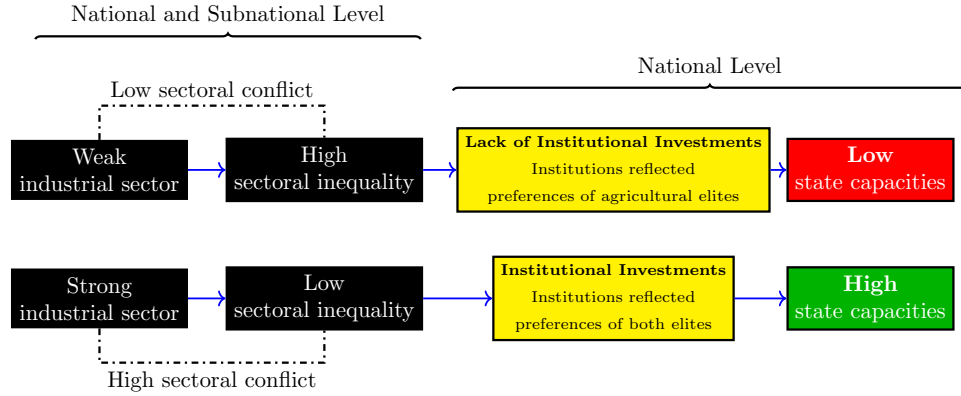 National and Subnational Level
National Level
Low sectoral conflict
Weak
industrial sector
High
sectoral inequality
Lack of Institutional Investments
Institutions reflected
preferences of agricultural elites
Low
state capacities
Strong
industrial sector
Low
sectoral inequality
Institutional Investments
Institutions reflected
preferences of both elites
High
state capacities
High sectoral conflict